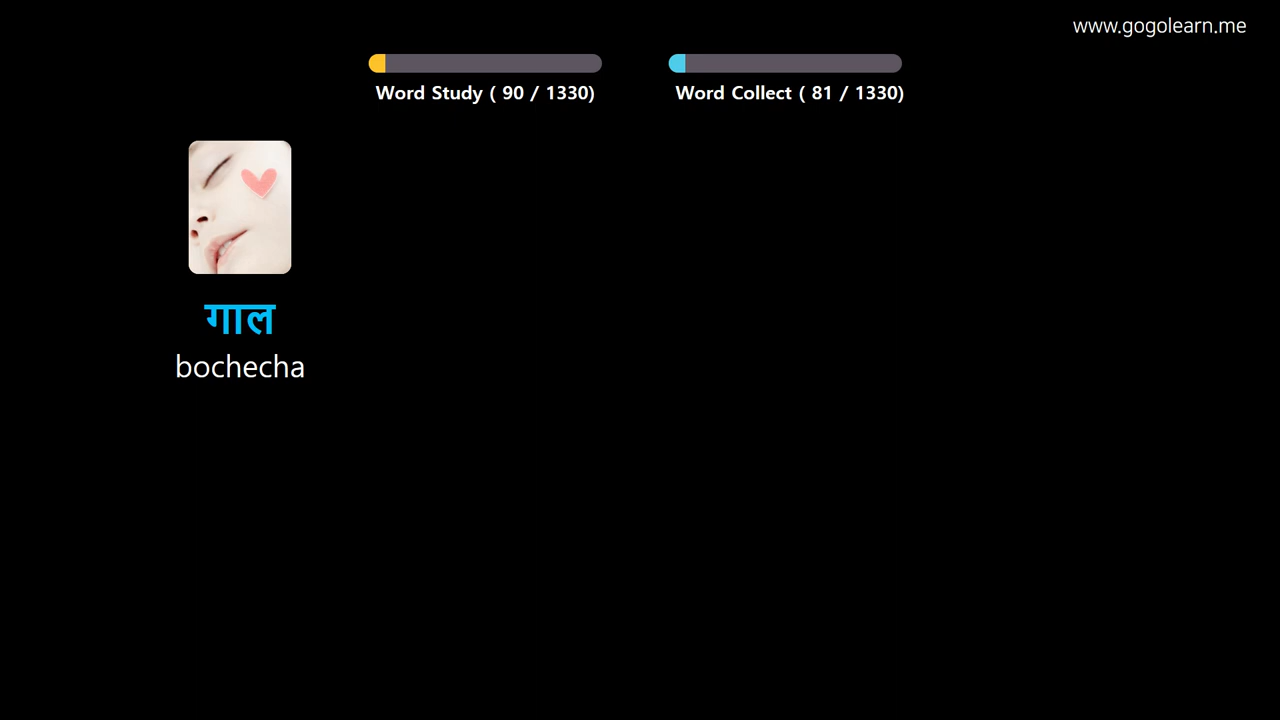 www.gogolearn.me
Word Study ( 90 / 1330)
Word Collect ( 81 / 1330)
गाल
bochecha